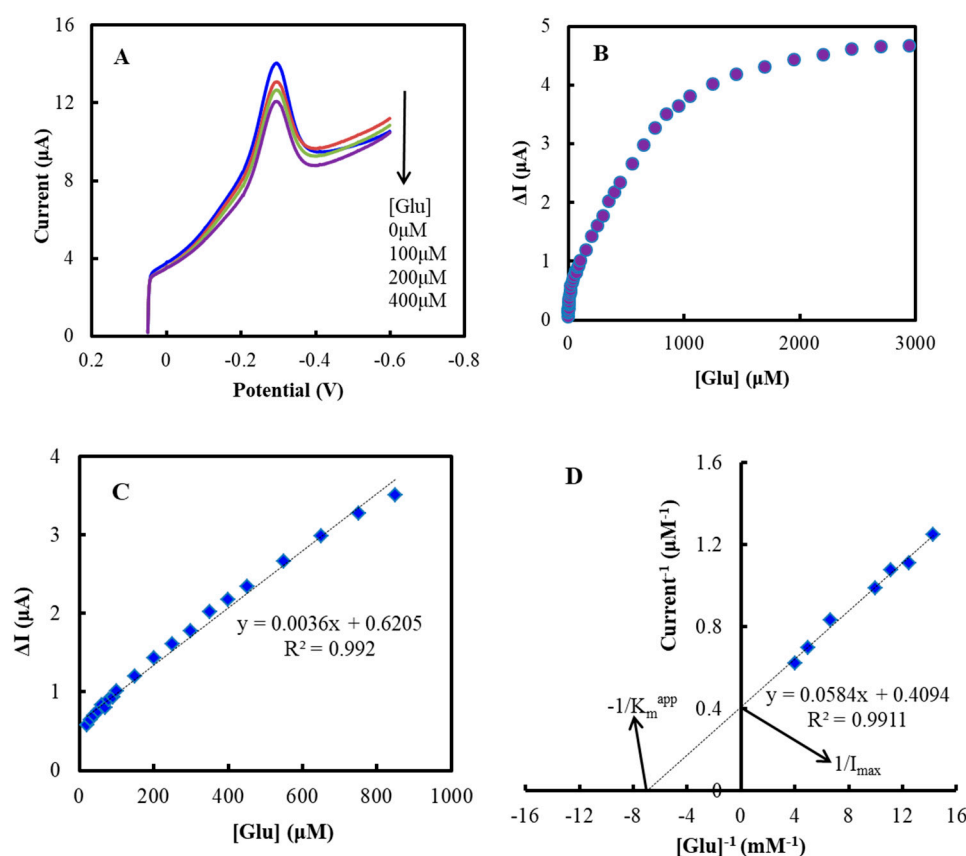 A
16
12
8
4
0
Current (μA)
0.2
0
-0.2
-0.4
-0.6
-0.8
Potential (V)
[Glu]
0μM
100μM
200μM
400μM
B
5
4
3
2
1
0
ΔI (μA)
0
1000
2000
3000
[Glu] (μM)
C
4
3
2
1
0
ΔI (μA)
y = 0.0036x + 0.6205
R² = 0.992
0
200
400
600
800
1000
[Glu] (μM)
D
1.6
1.2
0.8
0.4
0
Current⁻¹ (μM⁻¹)
y = 0.0584x + 0.4094
R² = 0.9911
-1/Kₘᵃᵖᵖ
1/Iₘₐₓ
-16
-12
-8
-4
0
4
8
12
16
[Glu]⁻¹ (mM⁻¹)